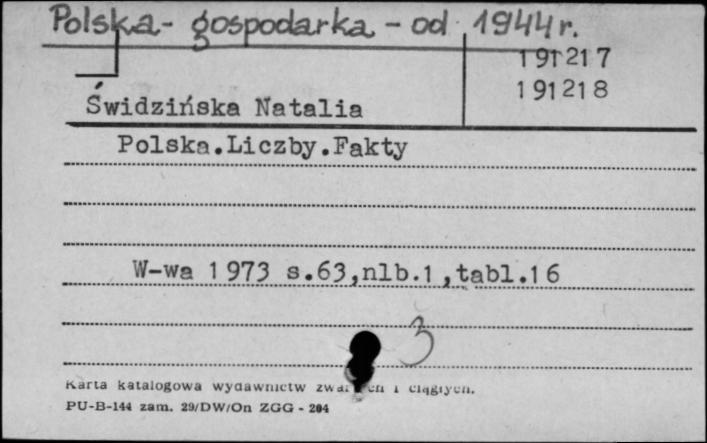 Polska - gospodarka - od 1944 r.
191217
191218
Świdzińska Natalia
Polska.Liczby.Fakty
W-wa 1973 s.63,nlb.1,tabl.16
3
Karta katalogowa wydawnictw i ciągłych.
PU-B-144 zam. 29/DW/On ZGG - 204